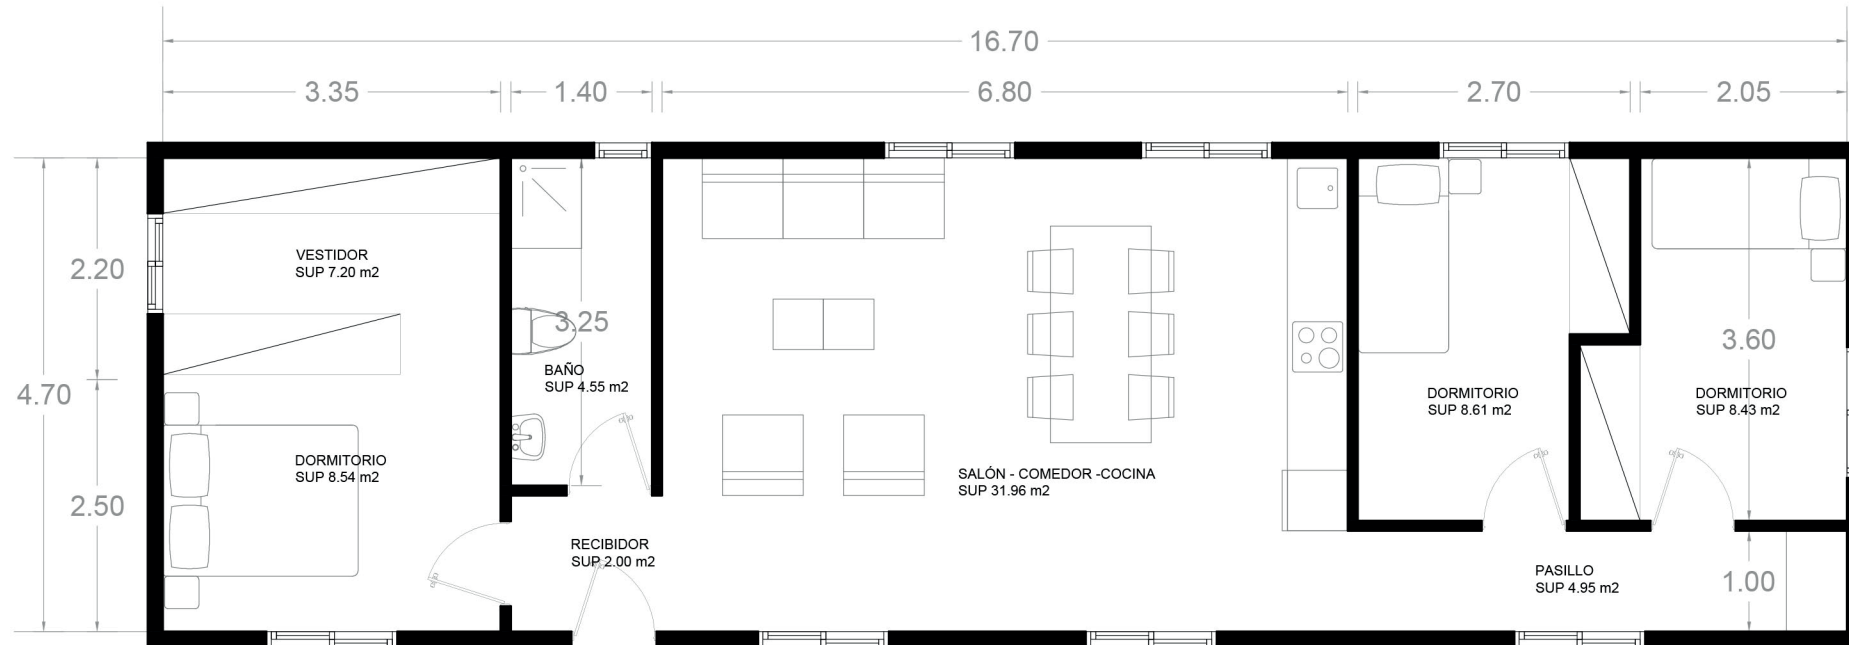 16.70
3.35
1.40
6.80
2.70
2.05
VESTIDOR
SUP 7.20 m2
2.20
3.25
3.60
BAÑO
SUP 4.55 m2
4.70
DORMITORIO
SUP 8.61 m2
DORMITORIO
SUP 8.43 m2
DORMITORIO
SUP 8.54 m2
SALÓN - COMEDOR -COCINA
SUP 31.96 m2
2.50
RECIBIDOR
SUP 2.00 m2
PASILLO
SUP 4.95 m2
1.00